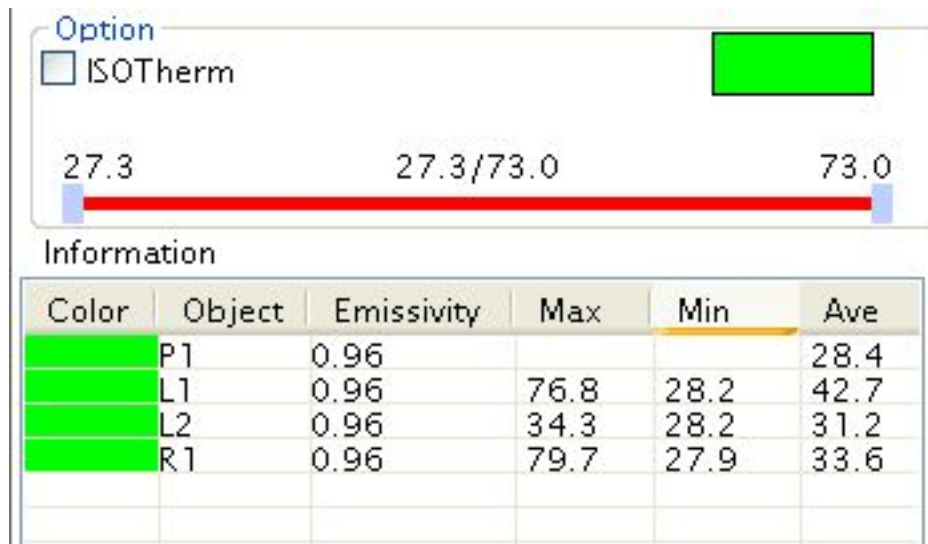 Option
ISOTherm
27.3 27.3/73.0 73.0
Information
Color Object Emissivity Max Min Ave
P1 0.96 28.4
L1 0.96 76.8 28.2 42.7
L2 0.96 34.3 28.2 31.2
R1 0.96 79.7 27.9 33.6